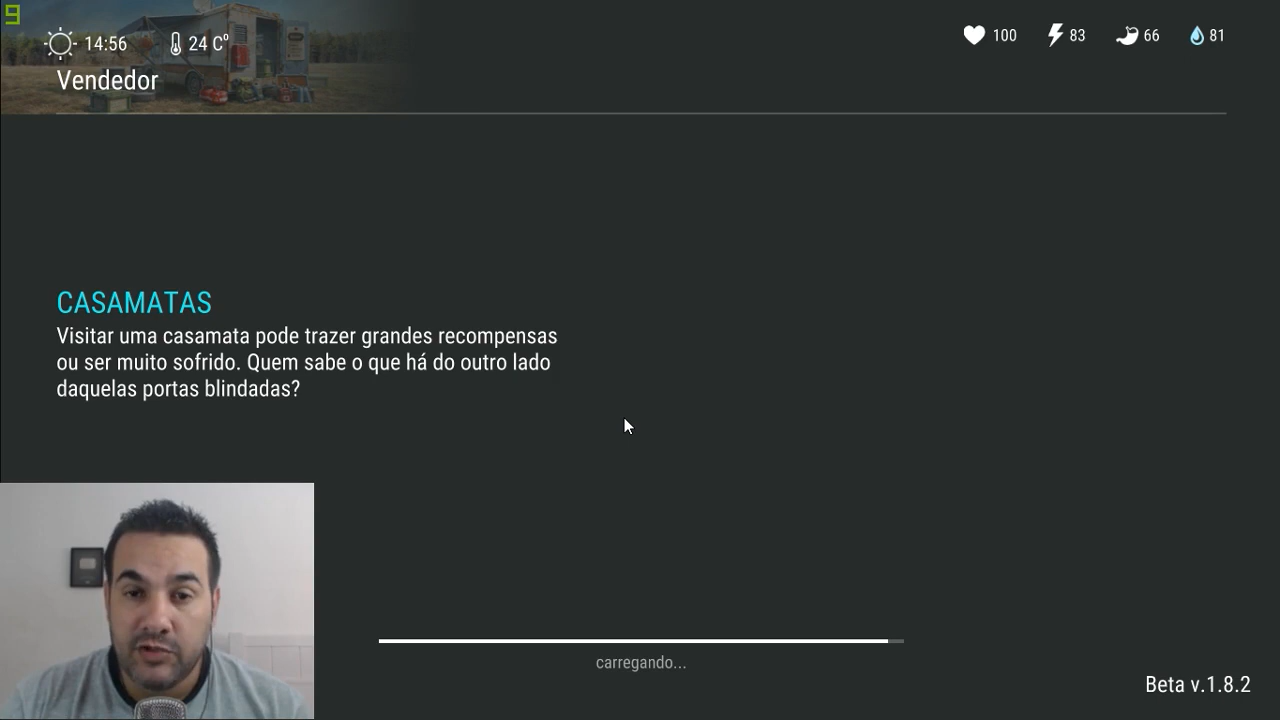 9
14:56
24 Cº
100
83
66
81
Vendedor
CASAMATAS
Visitar uma casamata pode trazer grandes recompensas
ou ser muito sofrido. Quem sabe o que há do outro lado
daquelas portas blindadas?
carregando...
Beta v.1.8.2